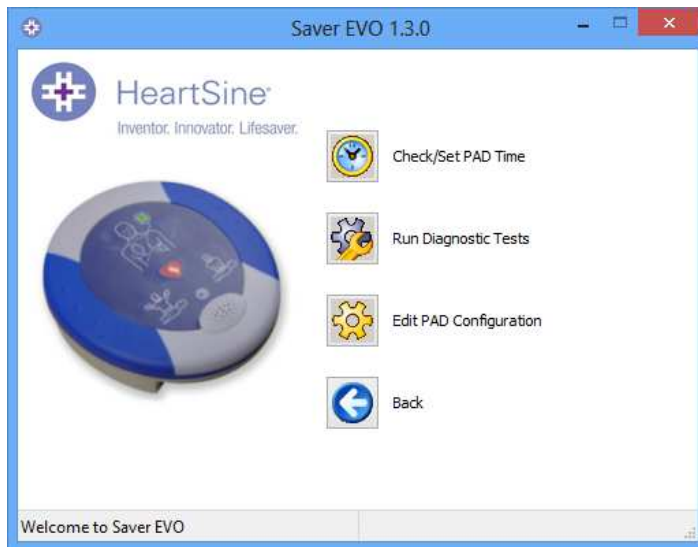 Saver EVO 1.3.0
HeartSine
Inventor. Innovator. Lifesaver.
Check/Set PAD Time
Run Diagnostic Tests
Edit PAD Configuration
Back
Welcome to Saver EVO